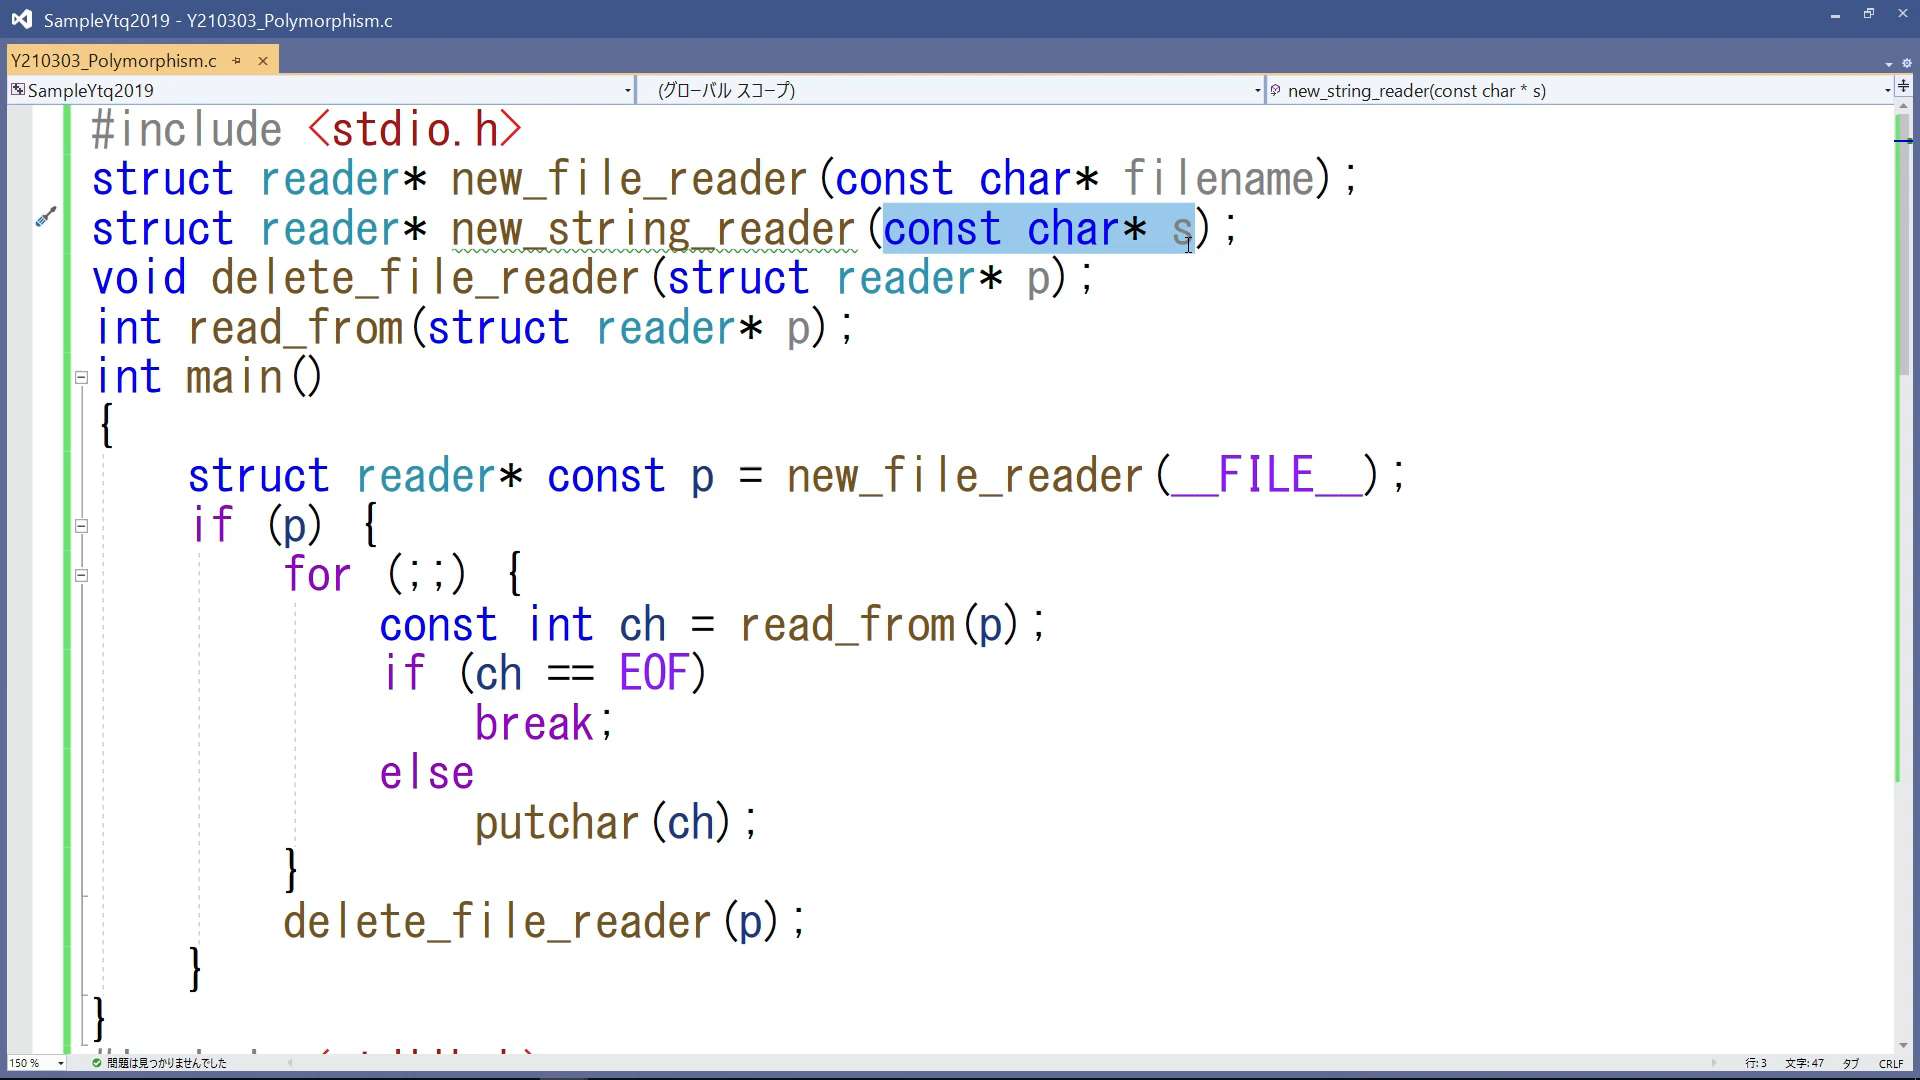 SampleYtq2019 - Y210303_Polymorphism.c
Y210303_Polymorphism.c
SampleYtq2019
(グローバル スコープ)
new_string_reader(const char * s)
#include <stdio.h>
struct reader* new_file_reader(const char* filename);
struct reader* new_string_reader(const char* s);
void delete_file_reader(struct reader* p);
int read_from(struct reader* p);
int main()
{
struct reader* const p = new_file_reader(__FILE__);
if (p) {
for (;;) {
const int ch = read_from(p);
if (ch == EOF)
break;
else
putchar(ch);
}
delete_file_reader(p);
}
}
150 %
問題は見つかりませんでした
行: 3
文字: 47
タブ
CRLF